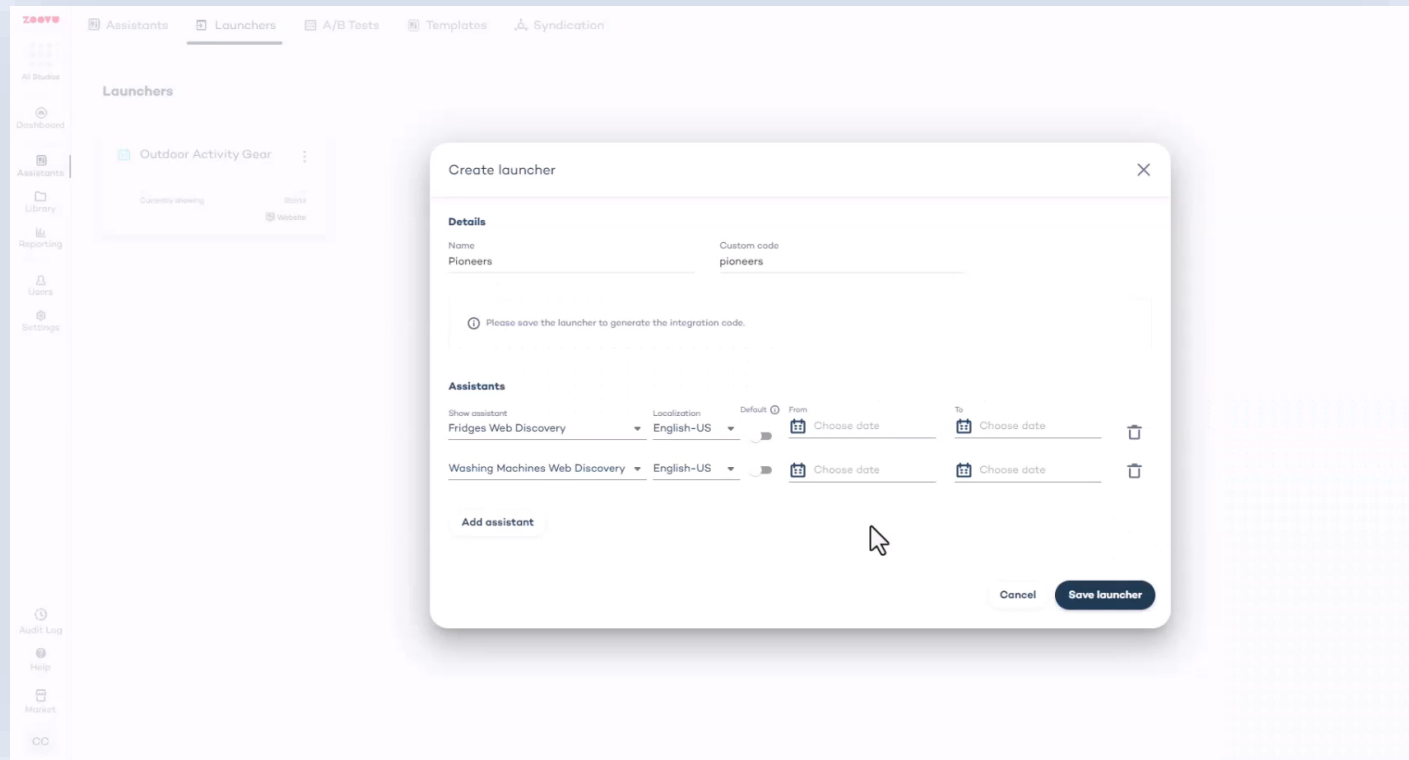 zoovu
Assistants Launchers A/B Tests Templates Syndication
All Studios
Dashboard
Assistants
Library
Reporting
Users
Settings
Audit Log
Help
Market
CC
Launchers
Outdoor Activity Gear
Currently showing
Website
Create launcher
Details
Name Custom code
Pioneers pioneers
Please save the launcher to generate the integration code.
Assistants
Show assistant Localization Default From To
Fridges Web Discovery English-US Choose date Choose date
Washing Machines Web Discovery English-US Choose date Choose date
Add assistant
Cancel Save launcher